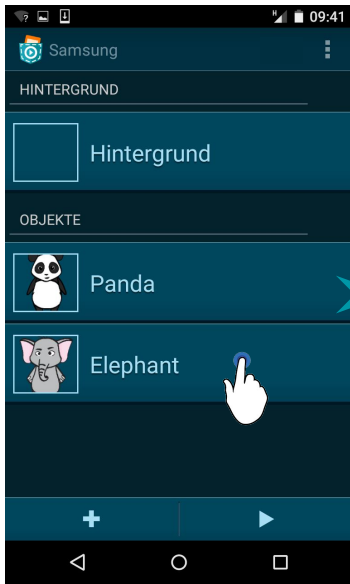 ?
H
09:41
Samsung
HINTERGRUND
Hintergrund
OBJEKTE
Panda
Elephant